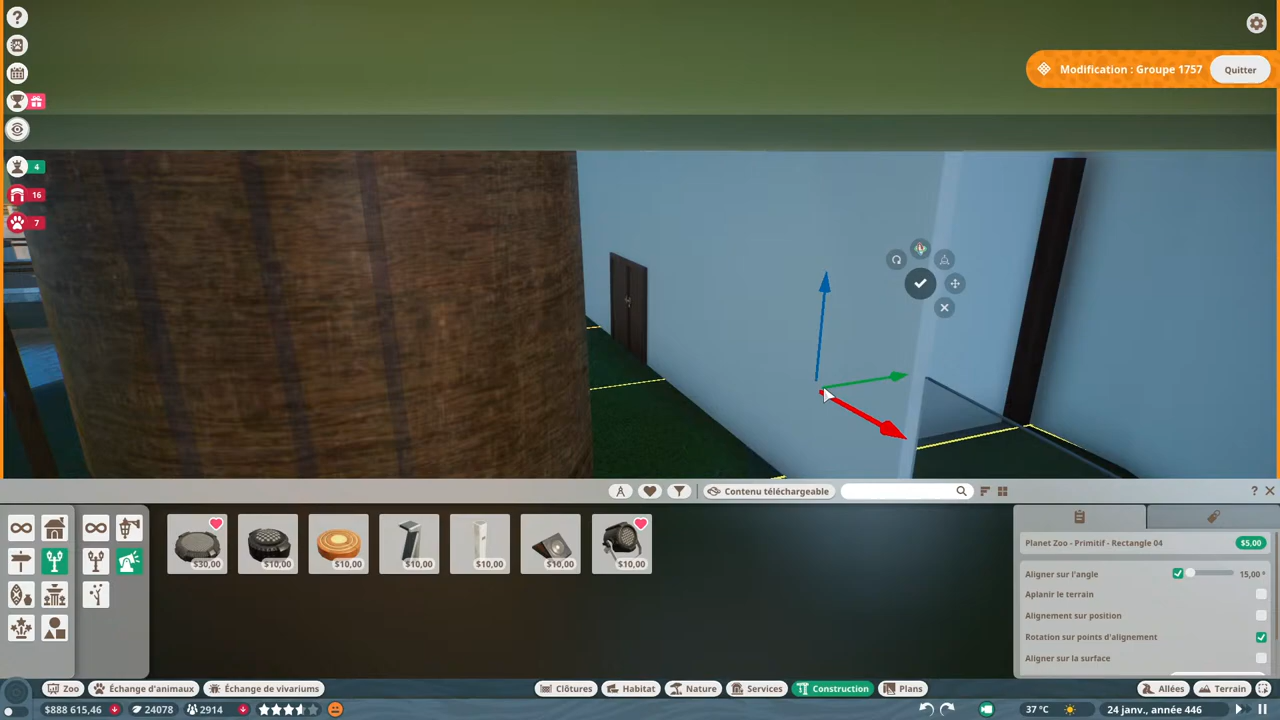 ?
Modification : Groupe 1757
Quitter
4
16
7
Contenu téléchargeable
?
$30,00
$10,00
$10,00
$10,00
$10,00
$10,00
$10,00
Planet Zoo - Primitif - Rectangle 04
$5,00
Aligner sur l'angle
15,00 °
Aplanir le terrain
Alignement sur position
Rotation sur points d'alignement
Aligner sur la surface
Zoo
Échange d'animaux
Échange de vivariums
Clôtures
Habitat
Nature
Services
Construction
Plans
Allées
Terrain
$888 615,46
24078
2914
37 °C
24 janv., année 446